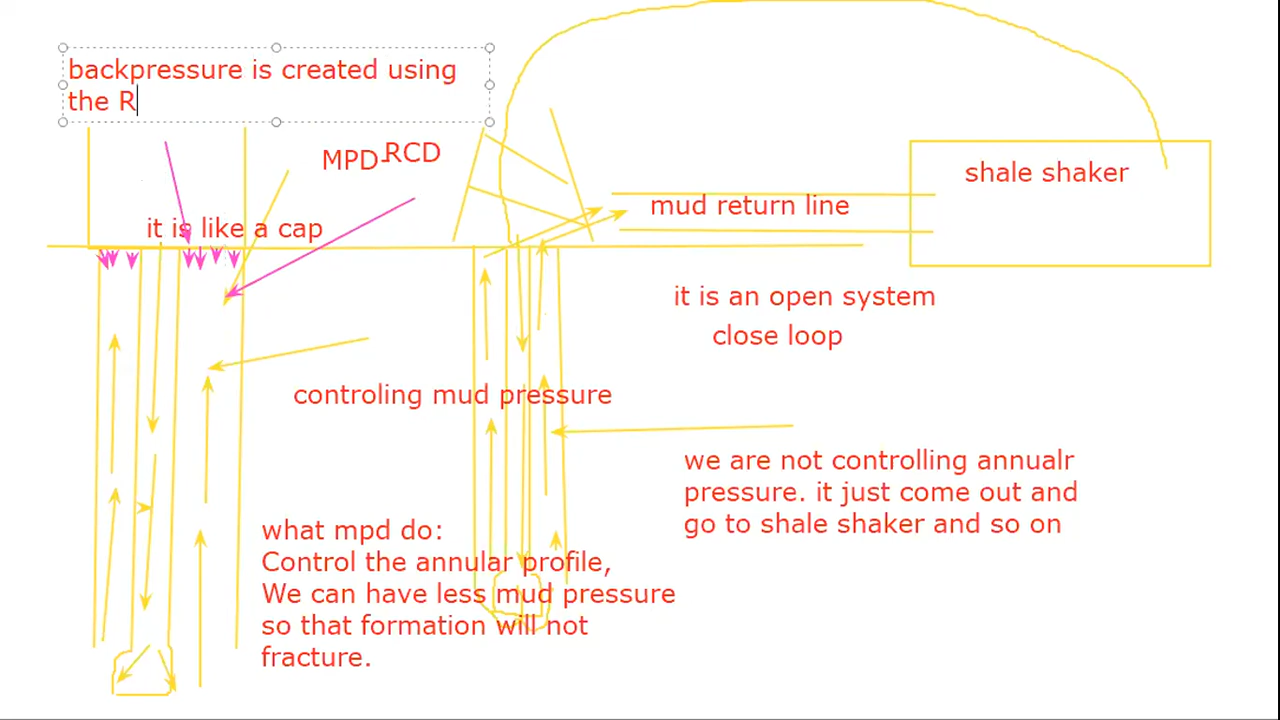 backpressure is created using
the R
MPD-RCD
shale shaker
mud return line
it is like a cap
it is an open system
close loop
controling mud pressure
we are not controlling annualr
pressure. it just come out and
go to shale shaker and so on
what mpd do:
Control the annular profile,
We can have less mud pressure
so that formation will not
fracture.